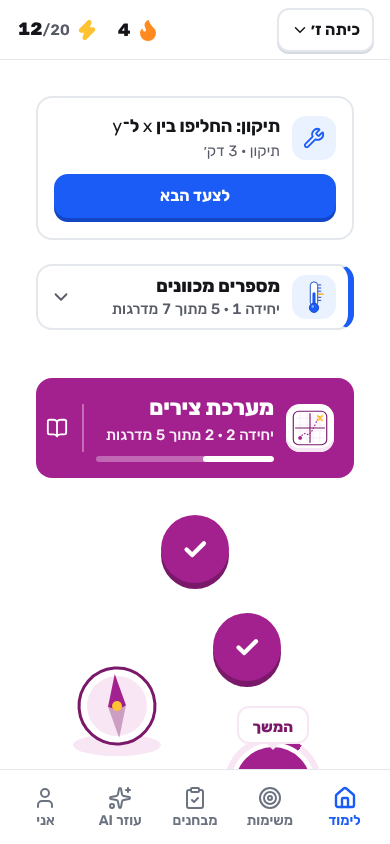 כיתה ז׳
4
12/20
תיקון: החליפו בין x ל־y
תיקון • 3 דק׳
לצעד הבא
מספרים מכוונים
יחידה 1 • 5 מתוך 7 מדרגות
מערכת צירים
יחידה 2 • 2 מתוך 5 מדרגות
המשך
לימוד
משימות
מבחנים
עוזר AI
אני